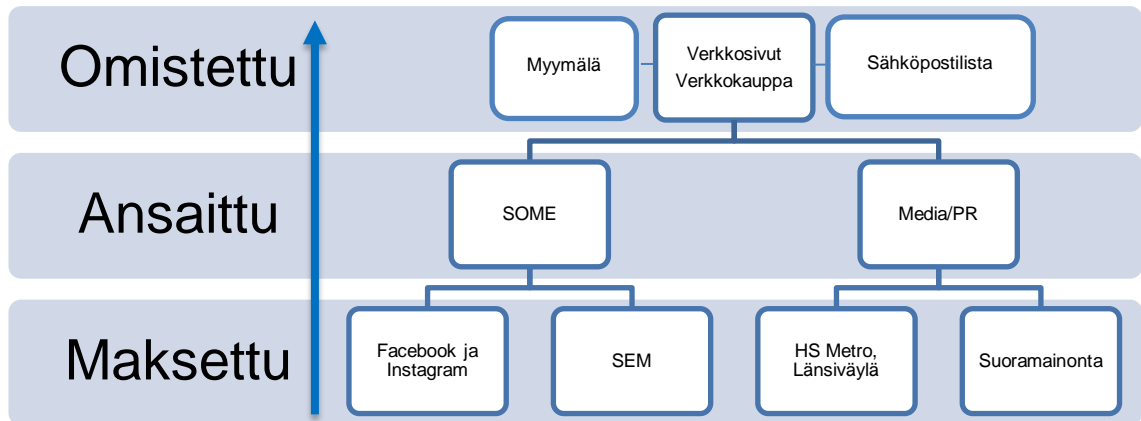 Omistettu
Myymälä
Verkkosivut
Verkkokauppa
Sähköpostilista
Ansaittu
SOME
Media/PR
Maksettu
Facebook ja
Instagram
SEM
HS Metro,
Länsiväylä
Suoramainonta